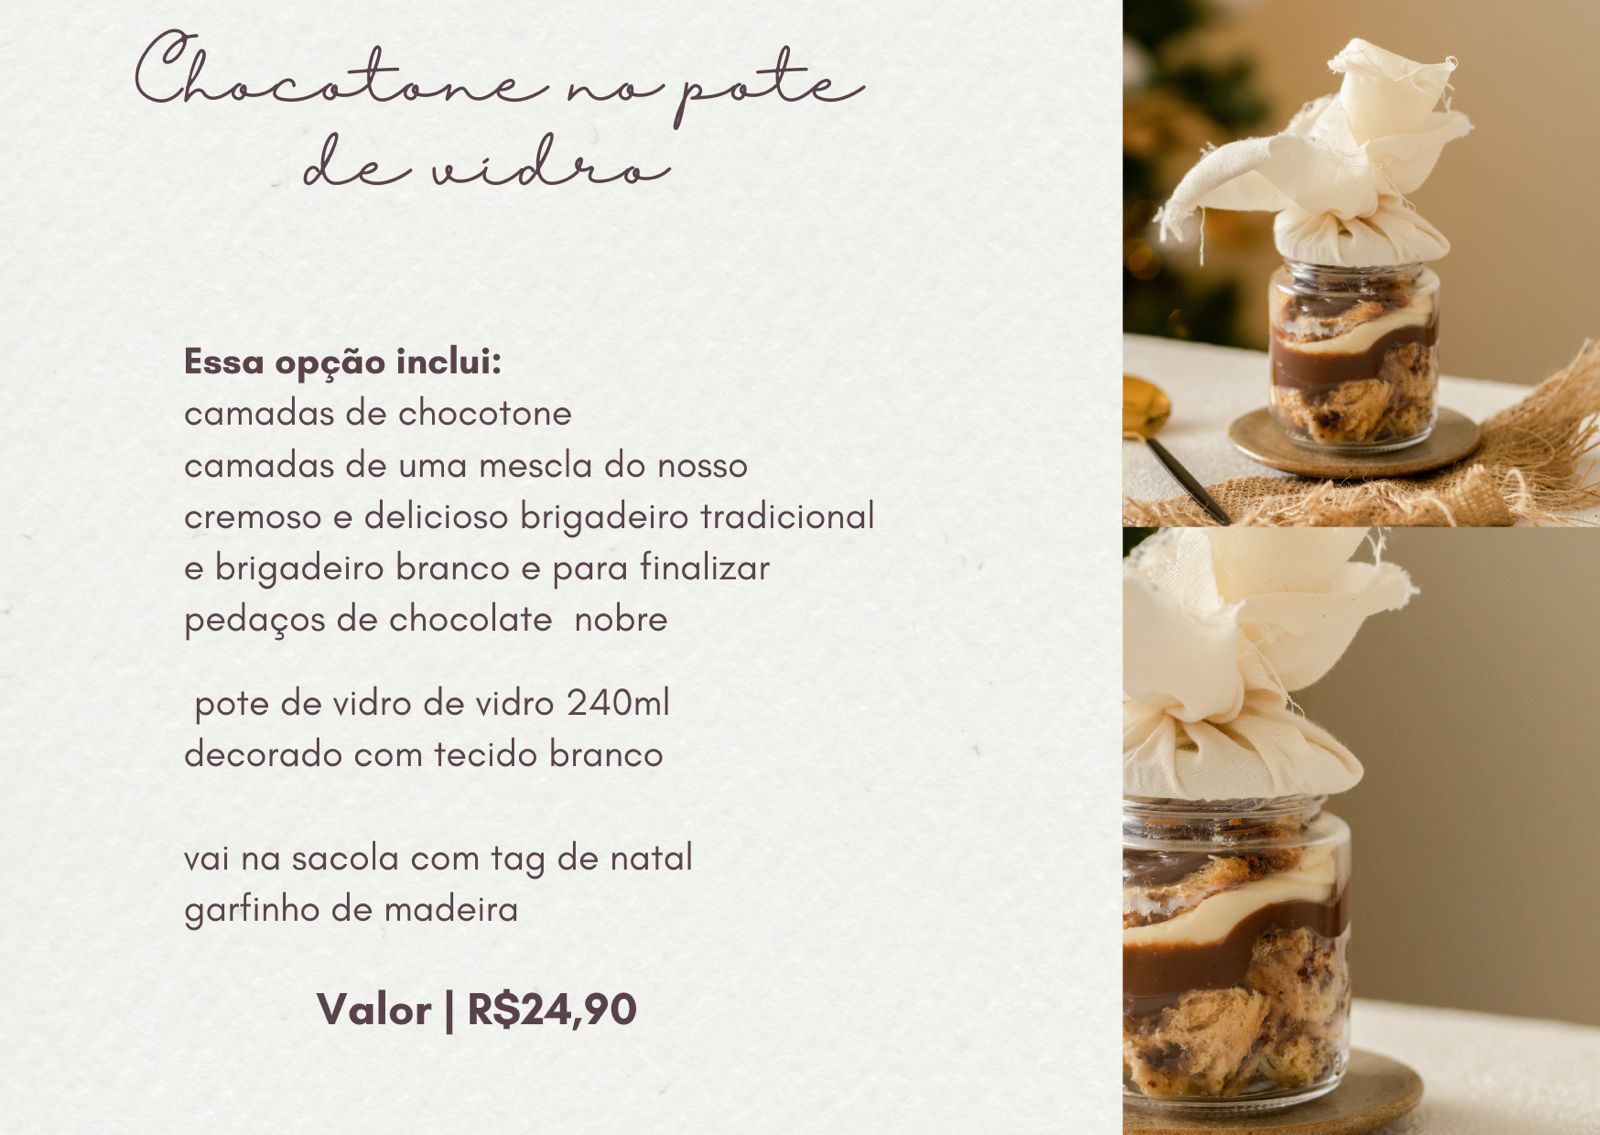 Chocotone no pote
de vidro
Essa opção inclui:
camadas de chocotone
camadas de uma mescla do nosso
cremoso e delicioso brigadeiro tradicional
e brigadeiro branco e para finalizar
pedaços de chocolate  nobre
pote de vidro de vidro 240ml
decorado com tecido branco
vai na sacola com tag de natal
garfinho de madeira
Valor | R$24,90